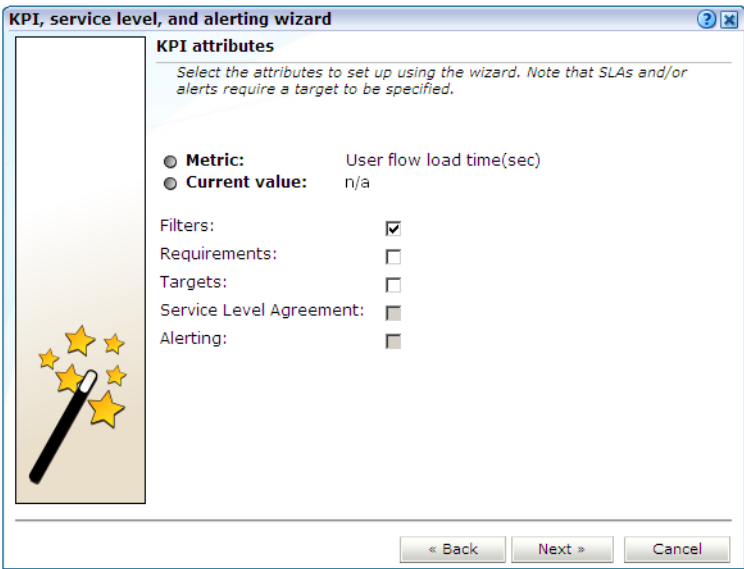 KPI, service level, and alerting wizard
KPI attributes
Select the attributes to set up using the wizard. Note that SLAs and/or
alerts require a target to be specified.
Metric: User flow load time(sec)
Current value: n/a
Filters:
Requirements:
Targets:
Service Level Agreement:
Alerting:
« Back Next » Cancel